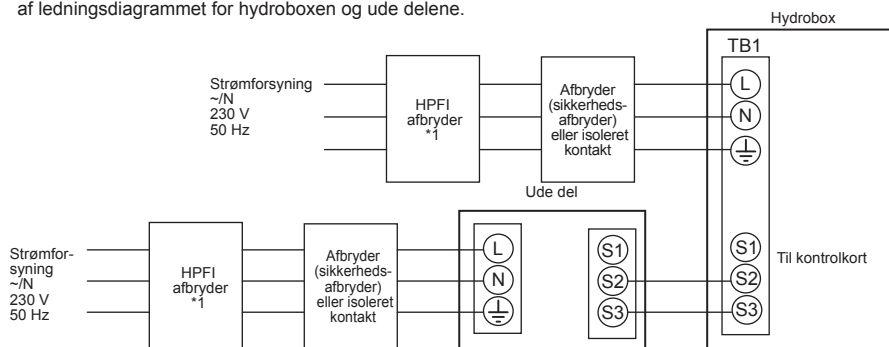 af ledningsdiagrammet for hydroboxen og ude delene.
Hydrobox
TB1
Strømforsyning
~/N
230 V
50 Hz
HPFI
afbryder
*1
Afbryder
(sikkerheds-
afbryder)
eller isoleret
kontakt
L
N
Ude del
Strømfor-
syning
~/N
230 V
50 Hz
HPFI
afbryder
*1
Afbryder
(sikkerheds-
afbryder)
eller isoleret
kontakt
L
N
S1
S2
S3
S1
S2
S3
Til kontrolkort